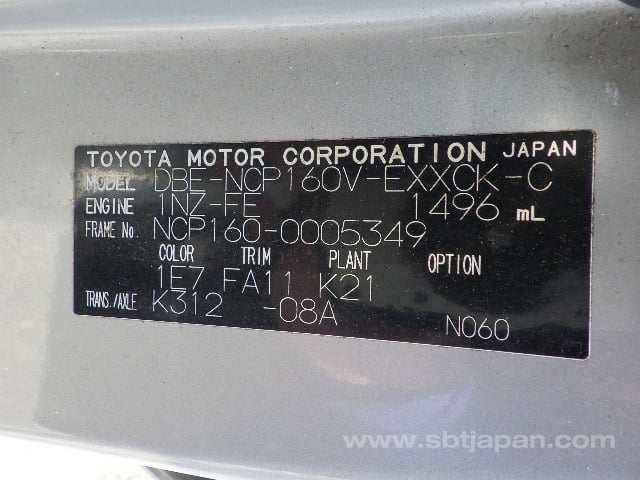 TOYOTA MOTOR CORPORATION JAPAN
MODEL DBE-NCP160V-EXXCK-C
ENGINE 1NZ-FE 1496 mL
FRAME No. NCP160-0005349
COLOR TRIM PLANT OPTION
1E7 FA11 K21
TRANS./AXLE K312 -08A N060
www.sbtjapan.com